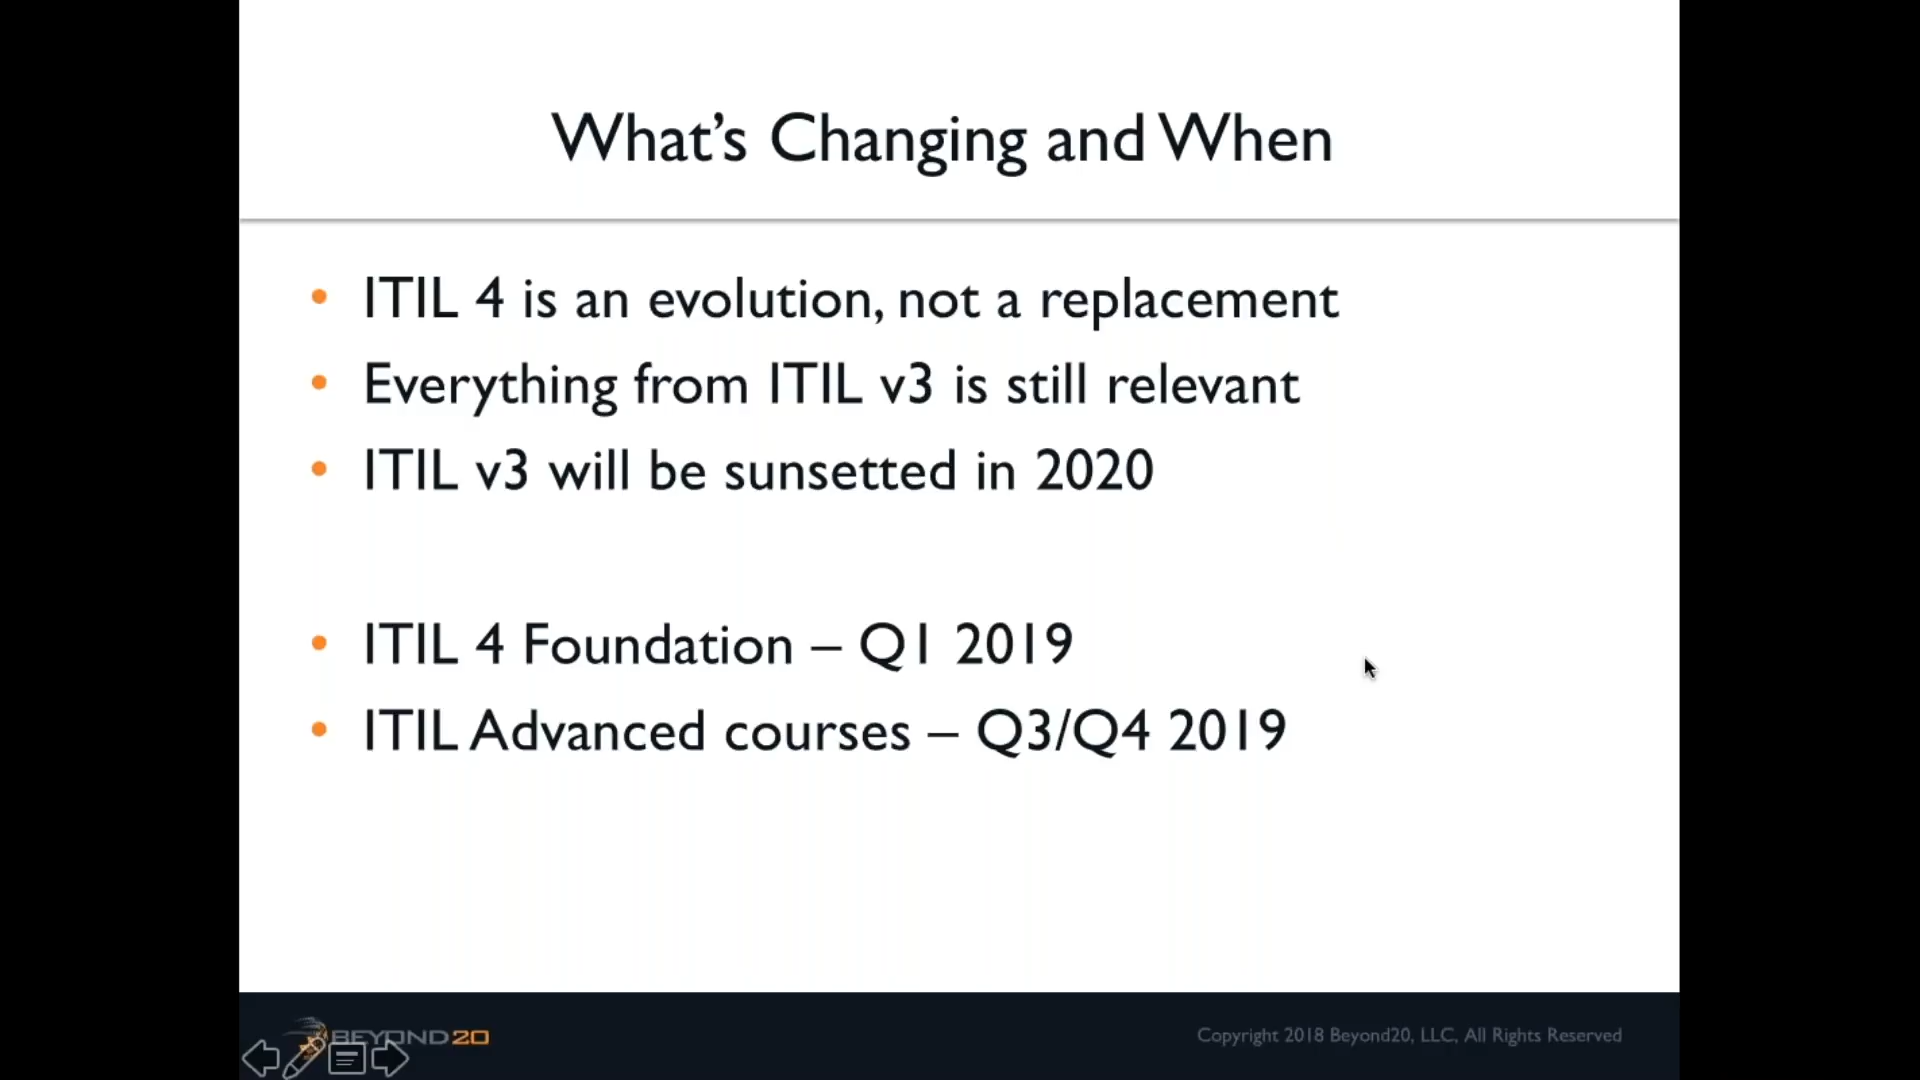 What's Changing and When
• ITIL 4 is an evolution, not a replacement
• Everything from ITIL v3 is still relevant
• ITIL v3 will be sunsetted in 2020
• ITIL 4 Foundation – Q1 2019
• ITIL Advanced courses – Q3/Q4 2019
BEYOND20
Copyright 2018 Beyond20, LLC, All Rights Reserved